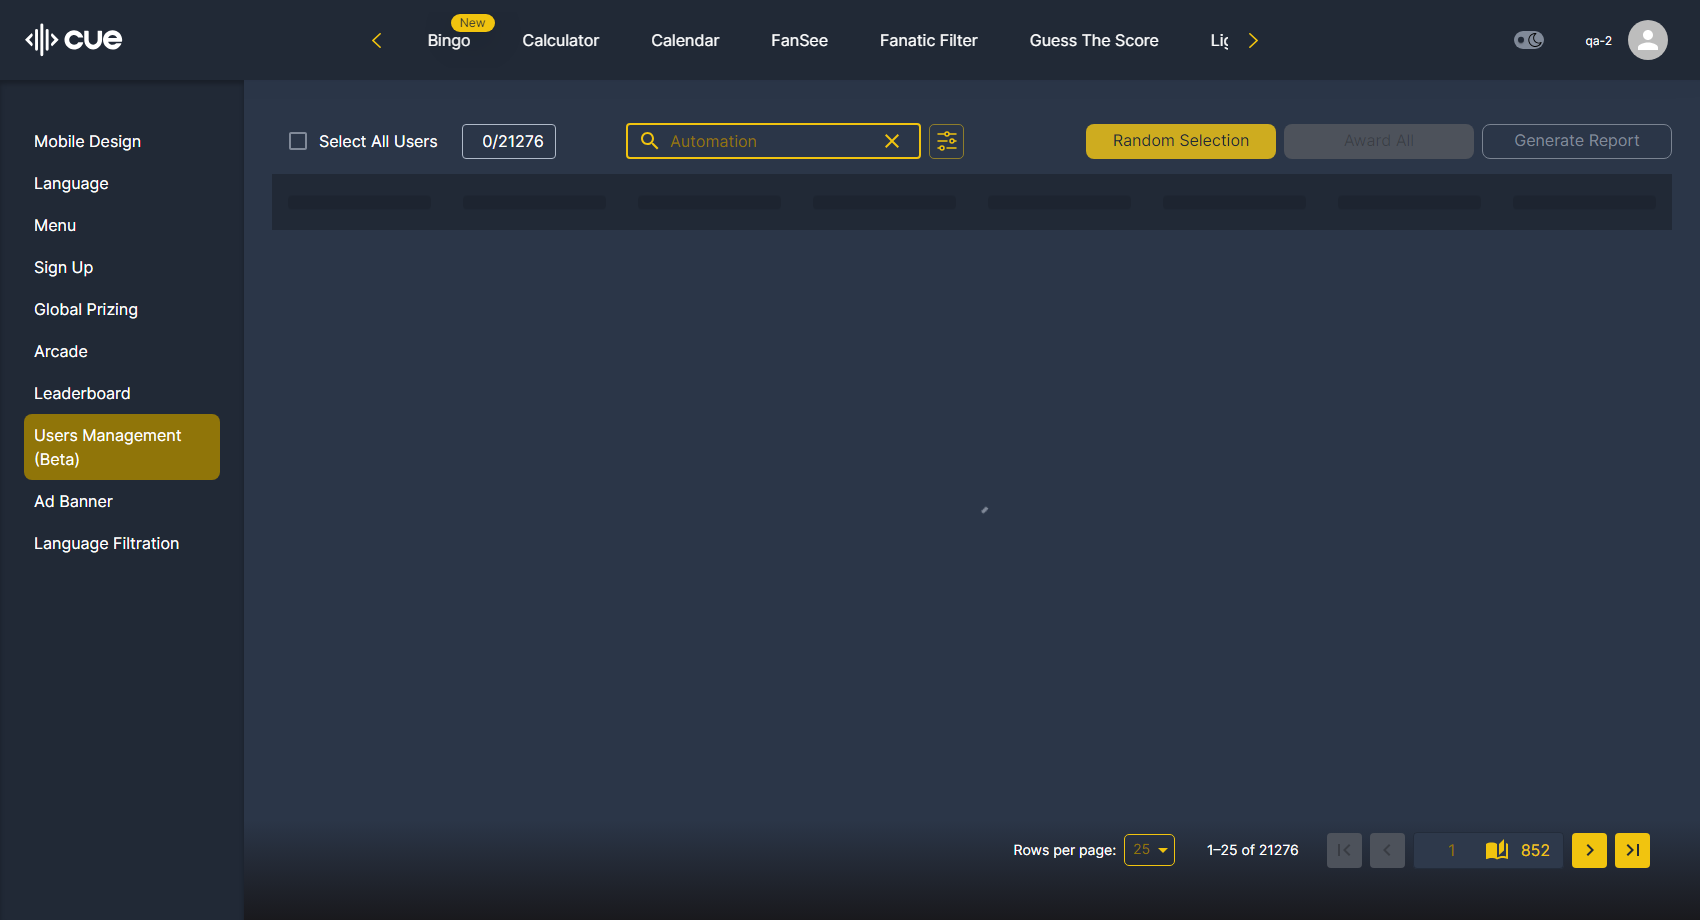 cue
New
Bingo
Calculator
Calendar
FanSee
Fanatic Filter
Guess The Score
qa-2
Mobile Design
Language
Menu
Sign Up
Global Prizing
Arcade
Leaderboard
Users Management
(Beta)
Ad Banner
Language Filtration
Select All Users
0/21276
Automation
Random Selection
Award All
Generate Report
Rows per page:
25
1–25 of 21276
1
852